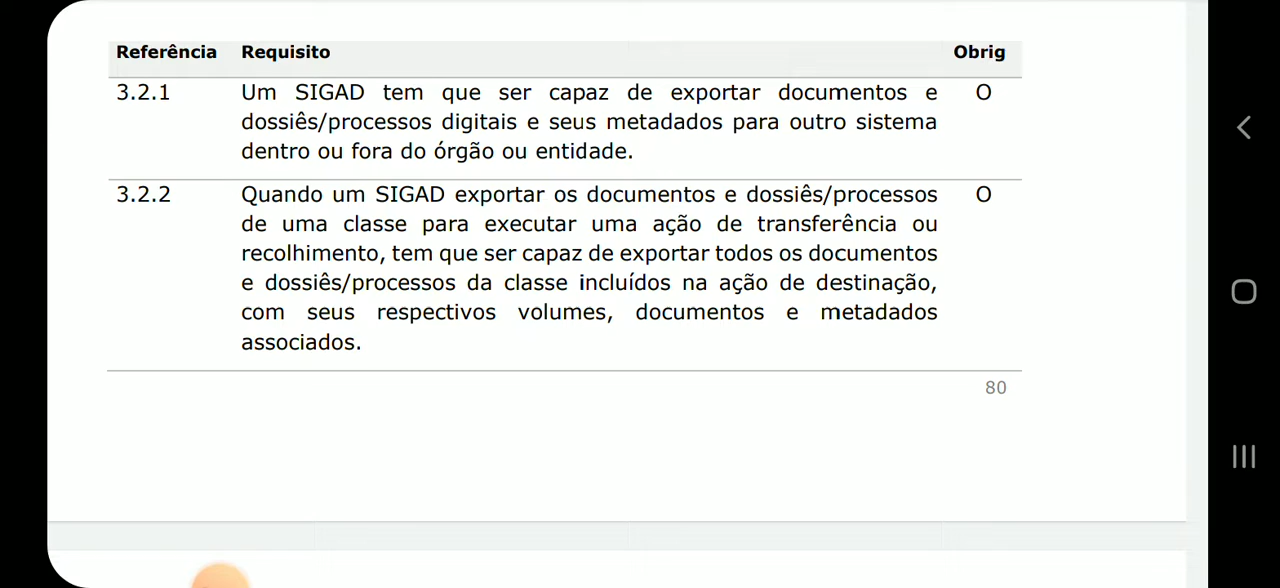 Referência Requisito Obrig
3.2.1 Um SIGAD tem que ser capaz de exportar documentos e O
dossiês/processos digitais e seus metadados para outro sistema
dentro ou fora do órgão ou entidade.
3.2.2 Quando um SIGAD exportar os documentos e dossiês/processos O
de uma classe para executar uma ação de transferência ou
recolhimento, tem que ser capaz de exportar todos os documentos
e dossiês/processos da classe incluídos na ação de destinação,
com seus respectivos volumes, documentos e metadados
associados.
80